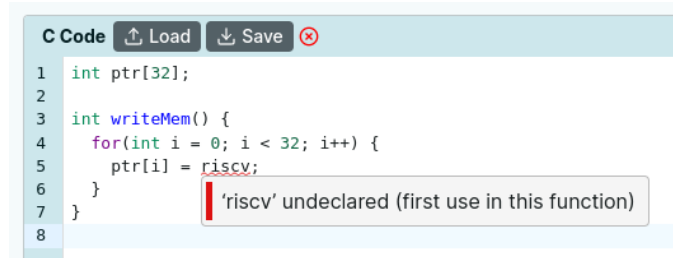 C Code Load Save
1 int ptr[32];
2
3 int writeMem() {
4 for(int i = 0; i < 32; i++) {
5 ptr[i] = riscv;
6 }
‘riscv’ undeclared (first use in this function)
7 }
8